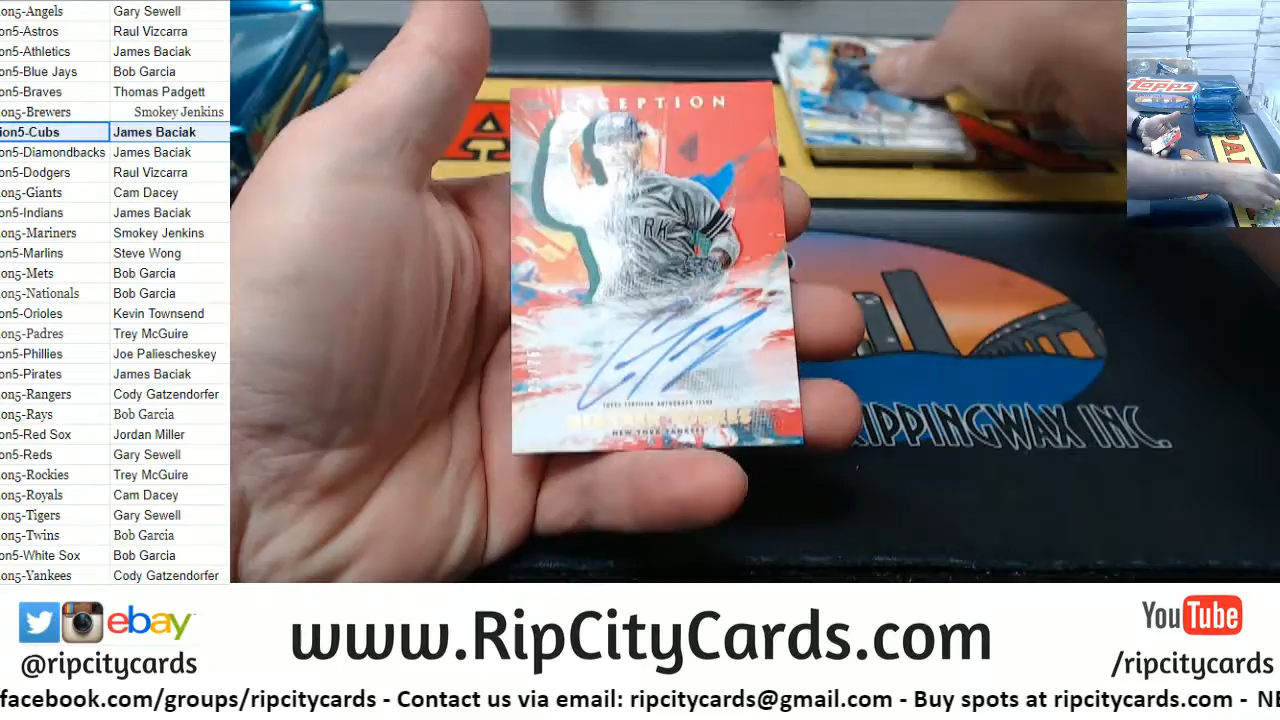 on5-Angels Gary Sewell
on5-Astros Raul Vizcarra
on5-Athletics James Baciak
on5-Blue Jays Bob Garcia
on5-Braves Thomas Padgett
on5-Brewers Smokey Jenkins
ion5-Cubs James Baciak
on5-Diamondbacks James Baciak
on5-Dodgers Raul Vizcarra
on5-Giants Cam Dacey
on5-Indians James Baciak
on5-Mariners Smokey Jenkins
on5-Marlins Steve Wong
on5-Mets Bob Garcia
on5-Nationals Bob Garcia
on5-Orioles Kevin Townsend
on5-Padres Trey McGuire
on5-Phillies Joe Paliescheskey
on5-Pirates James Baciak
on5-Rangers Cody Gatzendorfer
on5-Rays Bob Garcia
on5-Red Sox Jordan Miller
on5-Reds Gary Sewell
on5-Rockies Trey McGuire
on5-Royals Cam Dacey
on5-Tigers Gary Sewell
on5-Twins Bob Garcia
on5-White Sox Bob Garcia
on5-Yankees Cody Gatzendorfer
INCEPTION
TOPPS CERTIFIED AUTOGRAPH ISSUE
NEW YORK YANKEES
RIPPINGWAX INC.
topps
ebay
@ripcitycards
www.RipCityCards.com
YouTube
/ripcitycards
facebook.com/groups/ripcitycards - Contact us via email: ripcitycards@gmail.com - Buy spots at ripcitycards.com - NE